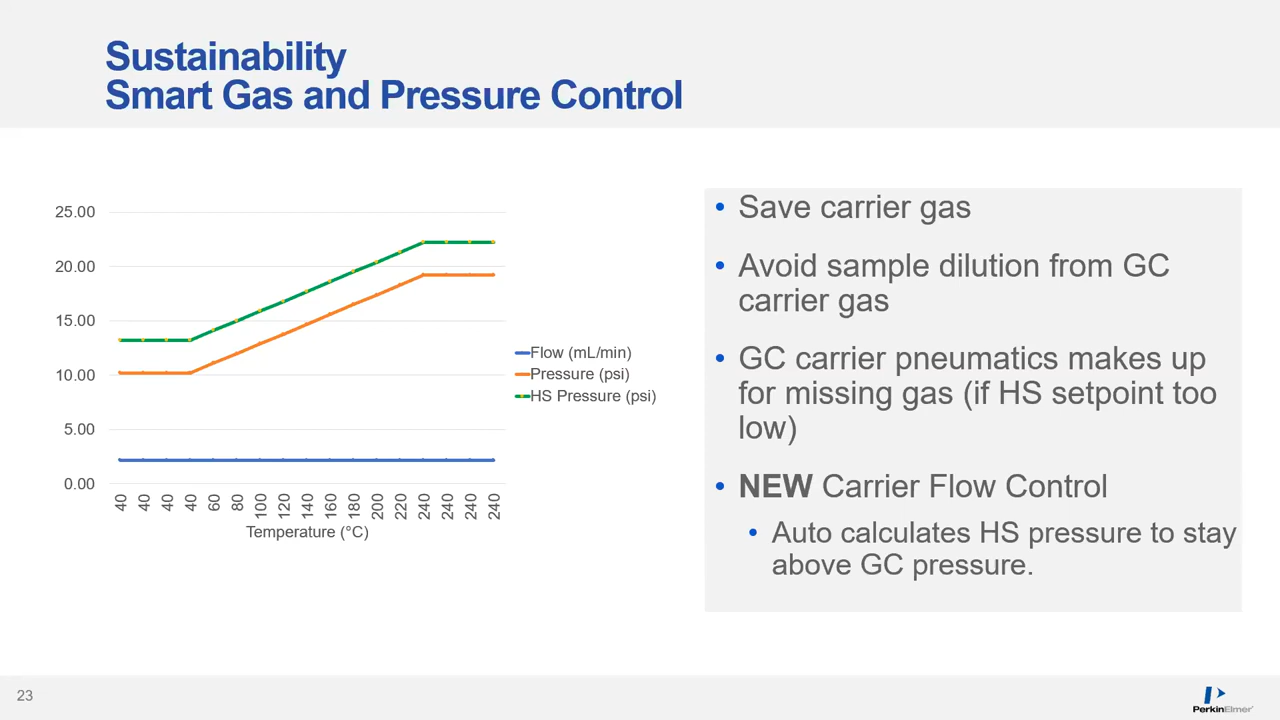 Sustainability
Smart Gas and Pressure Control
25.00
20.00
15.00
10.00
5.00
0.00
40 40 40 40 60 80 100 120 140 160 180 200 220 240 240 240 240
Temperature (°C)
Flow (mL/min)
Pressure (psi)
HS Pressure (psi)
• Save carrier gas
• Avoid sample dilution from GC
carrier gas
• GC carrier pneumatics makes up
for missing gas (if HS setpoint too
low)
• NEW Carrier Flow Control
• Auto calculates HS pressure to stay
above GC pressure.
23
PerkinElmer